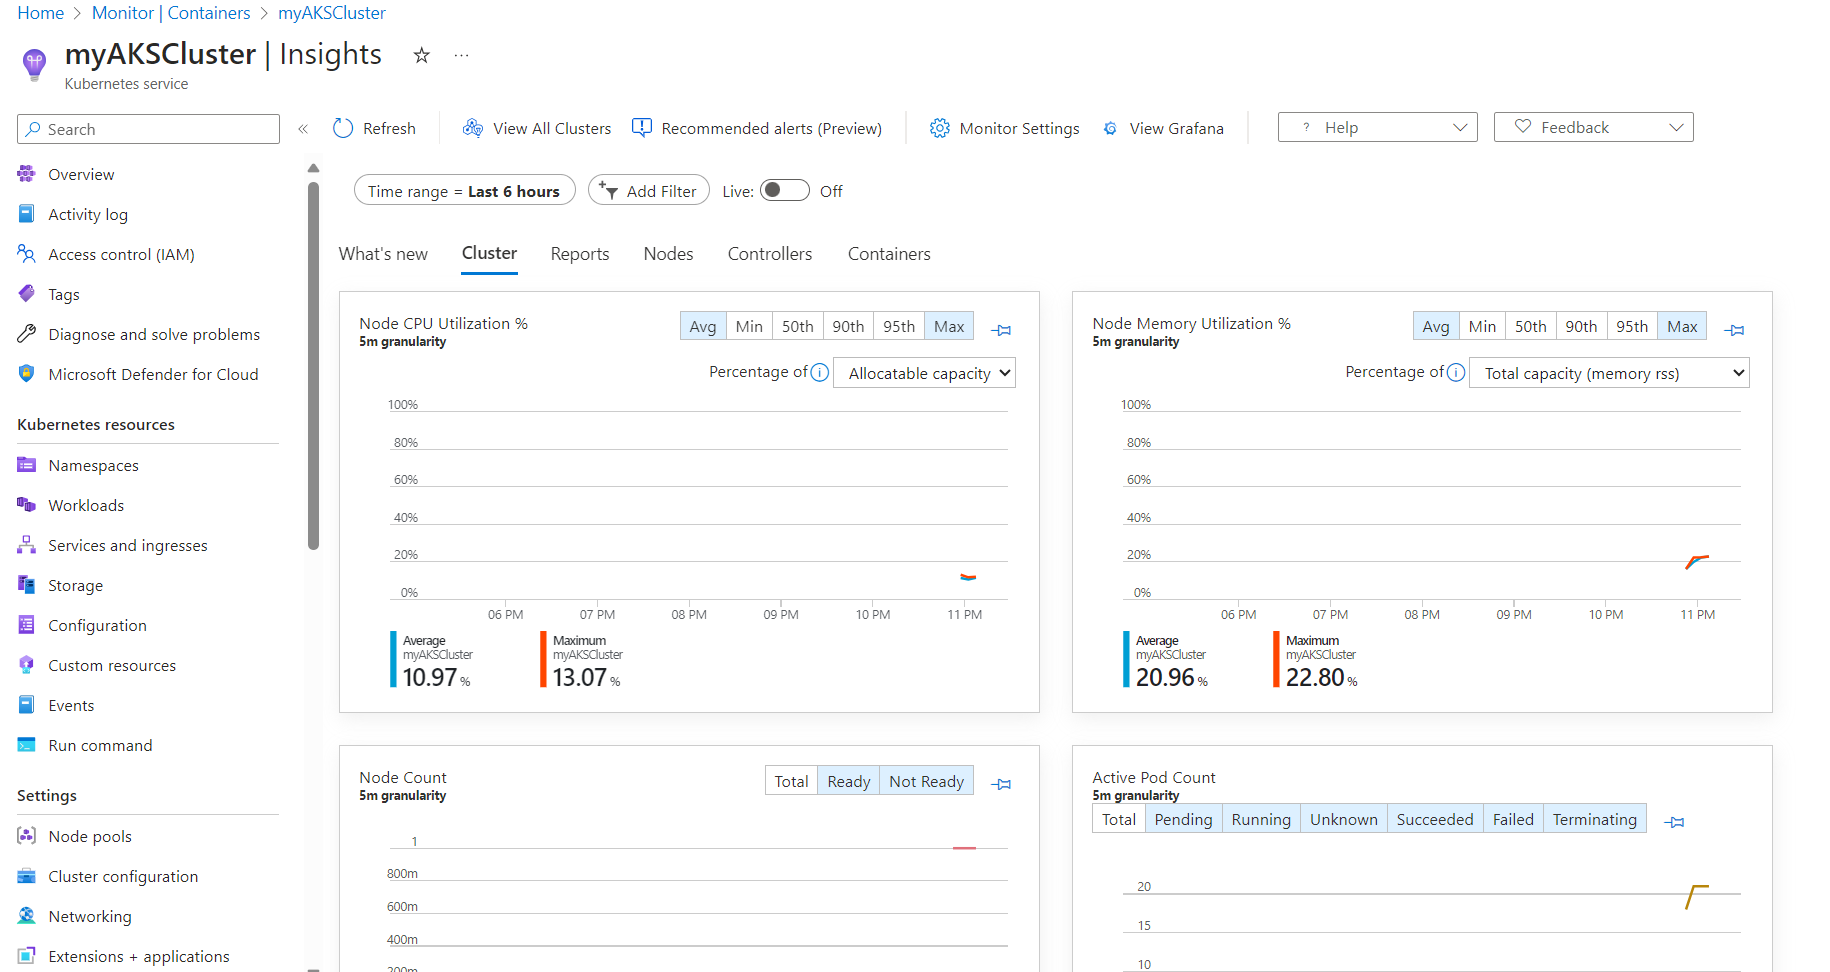 Home > Monitor | Containers > myAKSCluster
myAKSCluster | Insights ...
Kubernetes service
Search
«
Refresh
View All Clusters
Recommended alerts (Preview)
Monitor Settings
View Grafana
? Help
Feedback
Overview
Activity log
Access control (IAM)
Tags
Diagnose and solve problems
Microsoft Defender for Cloud
Kubernetes resources
Namespaces
Workloads
Services and ingresses
Storage
Configuration
Custom resources
Events
Run command
Settings
Node pools
Cluster configuration
Networking
Extensions + applications
Time range = Last 6 hours
Add Filter
Live: Off
What's new Cluster Reports Nodes Controllers Containers
Node CPU Utilization %
5m granularity
Avg Min 50th 90th 95th Max
Percentage of Allocatable capacity
100%
80%
60%
40%
20%
0%
06 PM 07 PM 08 PM 09 PM 10 PM 11 PM
Average
myAKSCluster
10.97 %
Maximum
myAKSCluster
13.07 %
Node Memory Utilization %
5m granularity
Avg Min 50th 90th 95th Max
Percentage of Total capacity (memory rss)
100%
80%
60%
40%
20%
0%
06 PM 07 PM 08 PM 09 PM 10 PM 11 PM
Average
myAKSCluster
20.96 %
Maximum
myAKSCluster
22.80 %
Node Count
5m granularity
Total Ready Not Ready
1
800m
600m
400m
200m
Active Pod Count
5m granularity
Total Pending Running Unknown Succeeded Failed Terminating
20
15
10